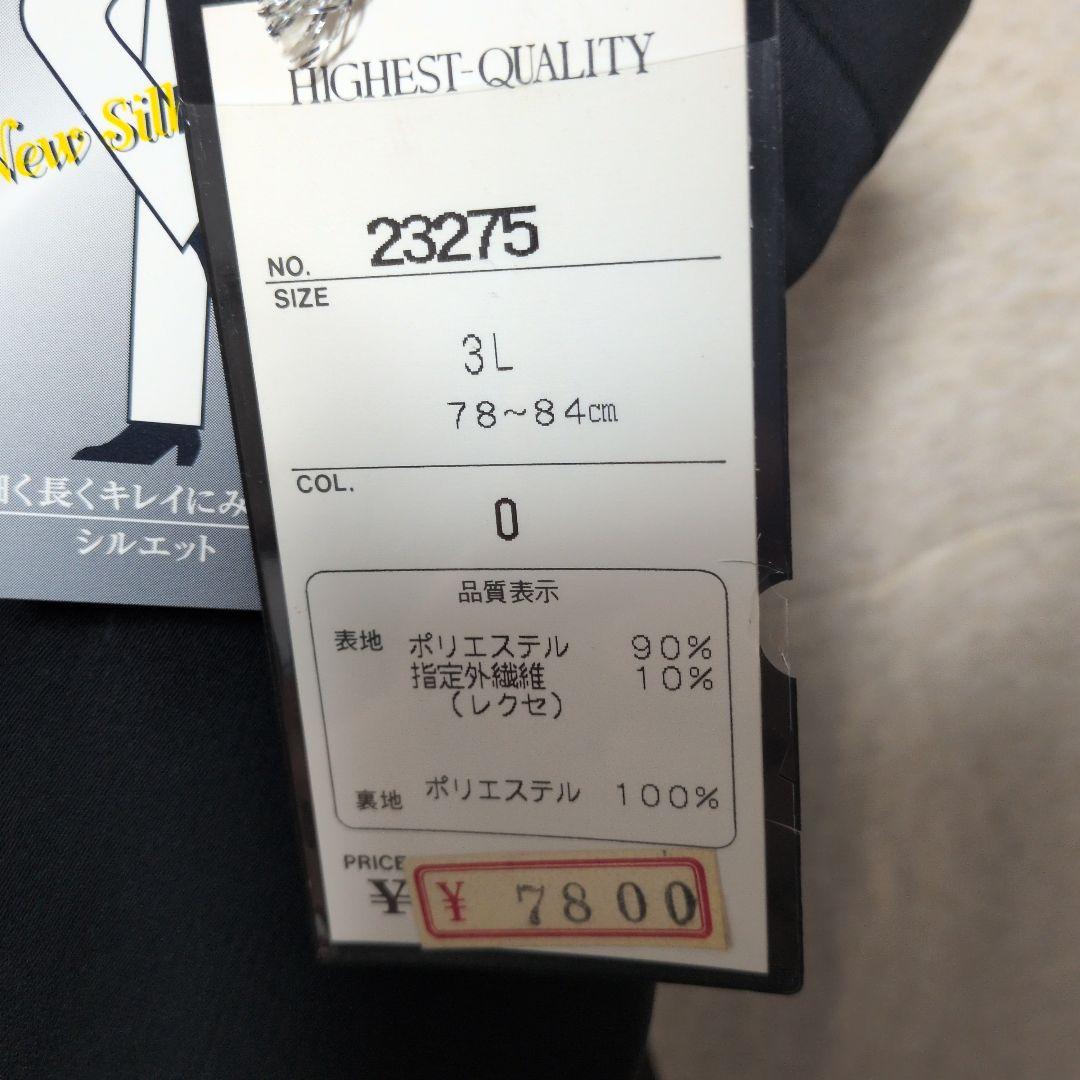 HIGHEST-QUALITY
New Sil
NO. 23275
SIZE
3L
78~84cm
COL.
0
品質表示
表地 ポリエステル 90%
指定外繊維 10%
(レクセ)
裏地 ポリエステル 100%
PRICE
¥ ¥ 7800
く長くキレイにみ
シルエット